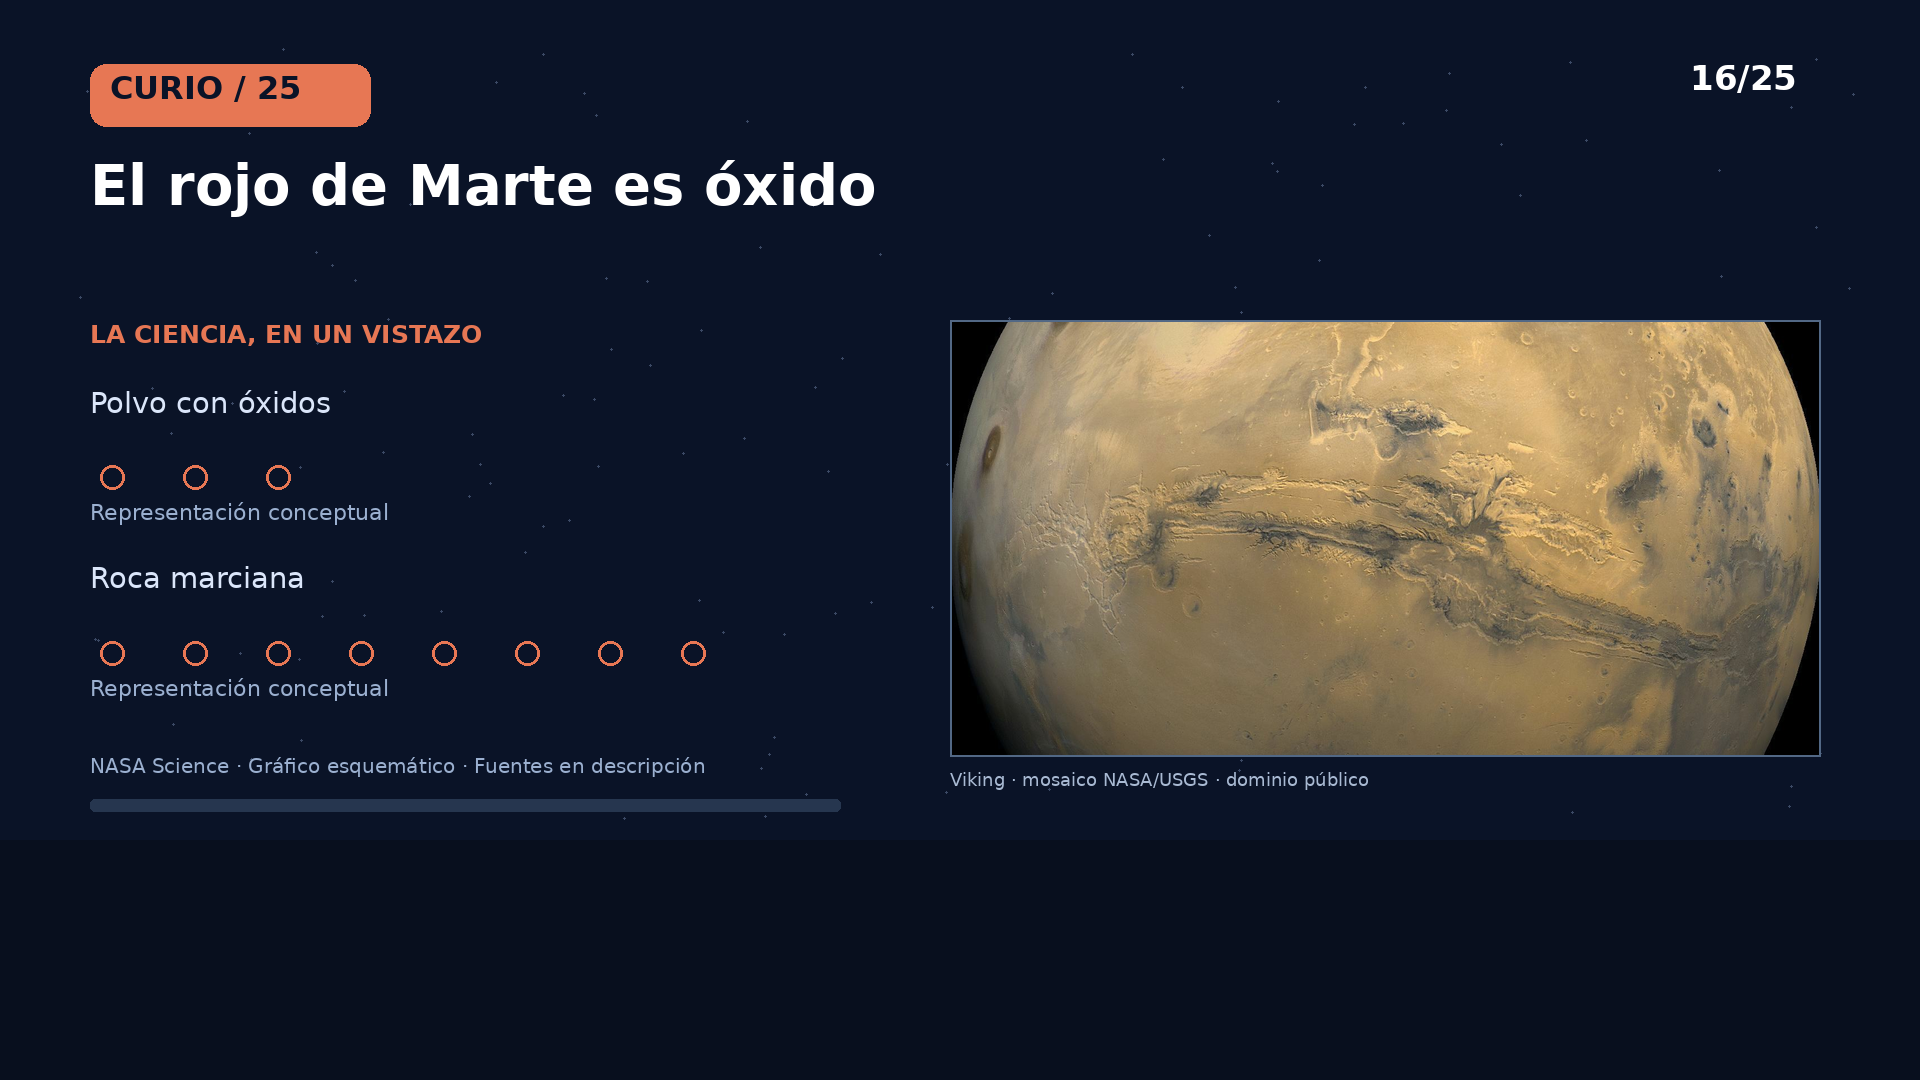 CURIO / 25
16/25
El rojo de Marte es óxido
LA CIENCIA, EN UN VISTAZO
Polvo con óxidos
Representación conceptual
Roca marciana
Representación conceptual
NASA Science · Gráfico esquemático · Fuentes en descripción
Viking · mosaico NASA/USGS · dominio público